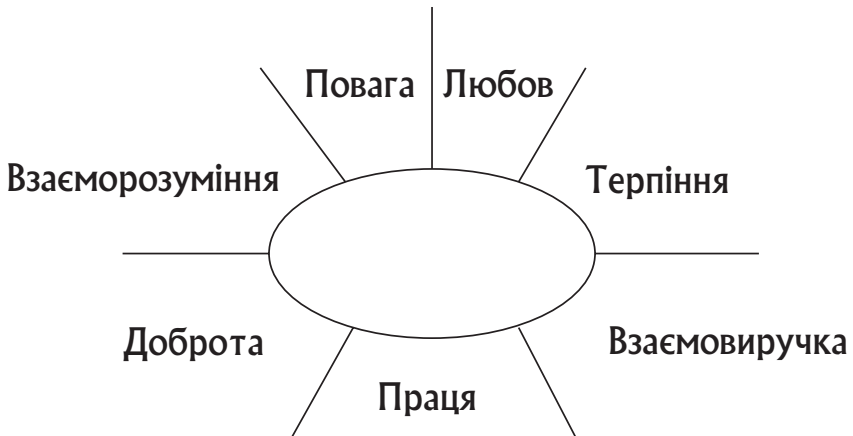 Повага
Любов
Взаєморозуміння
Терпіння
Доброта
Взаємовиручка
Праця